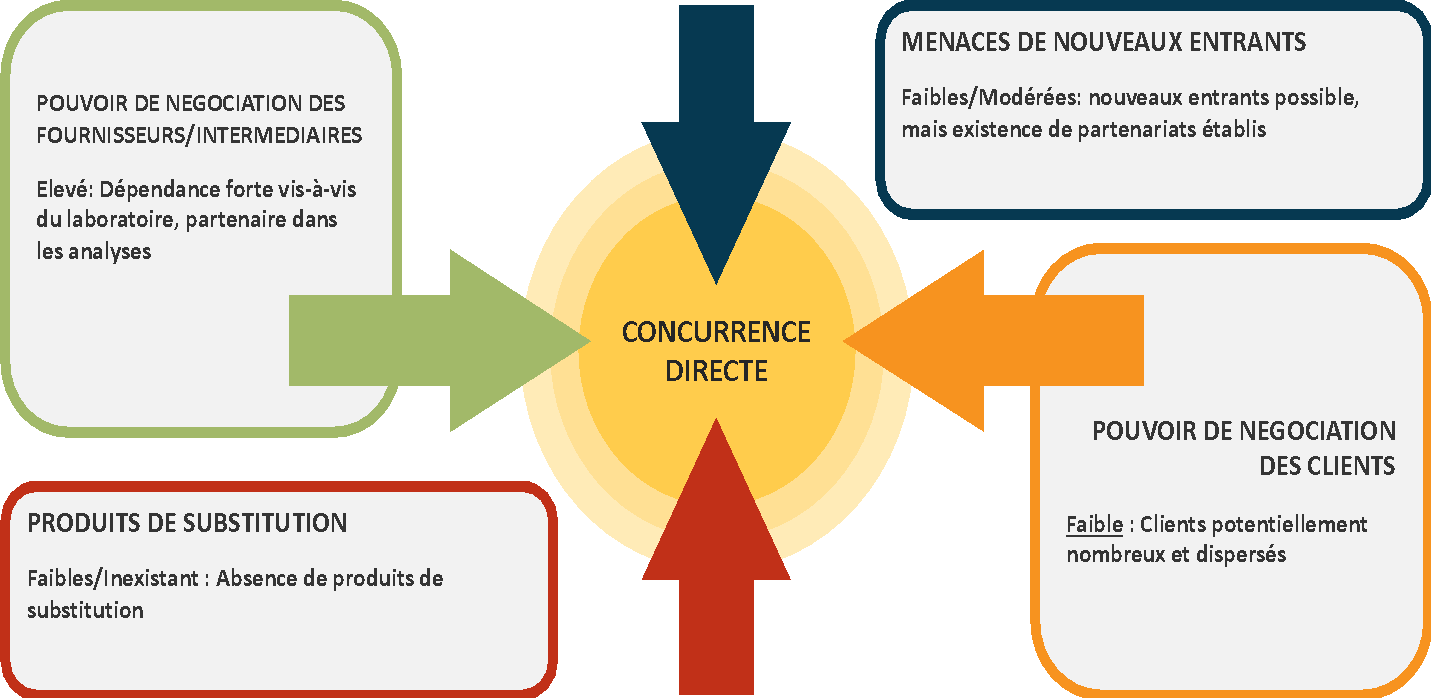 POUVOIR DE NEGOCIATION DES
FOURNISSEURS/INTERMEDIAIRES
Elevé: Dépendance forte vis-à-vis
du laboratoire, partenaire dans
les analyses
MENACES DE NOUVEAUX ENTRANTS
Faibles/Modérées: nouveaux entrants possible,
mais existence de partenariats établis
CONCURRENCE
DIRECTE
PRODUITS DE SUBSTITUTION
Faibles/Inexistant : Absence de produits de
substitution
POUVOIR DE NEGOCIATION
DES CLIENTS
Faible : Clients potentiellement
nombreux et dispersés